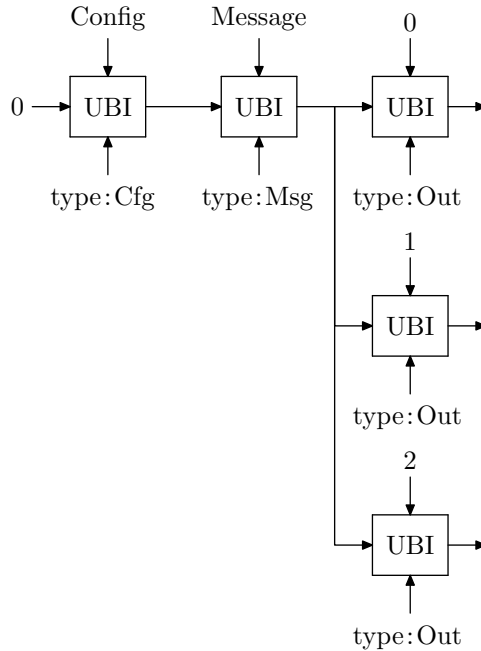 Config Message 0
0 UBI UBI UBI
type:Cfg type:Msg type:Out
1
UBI
type:Out
2
UBI
type:Out